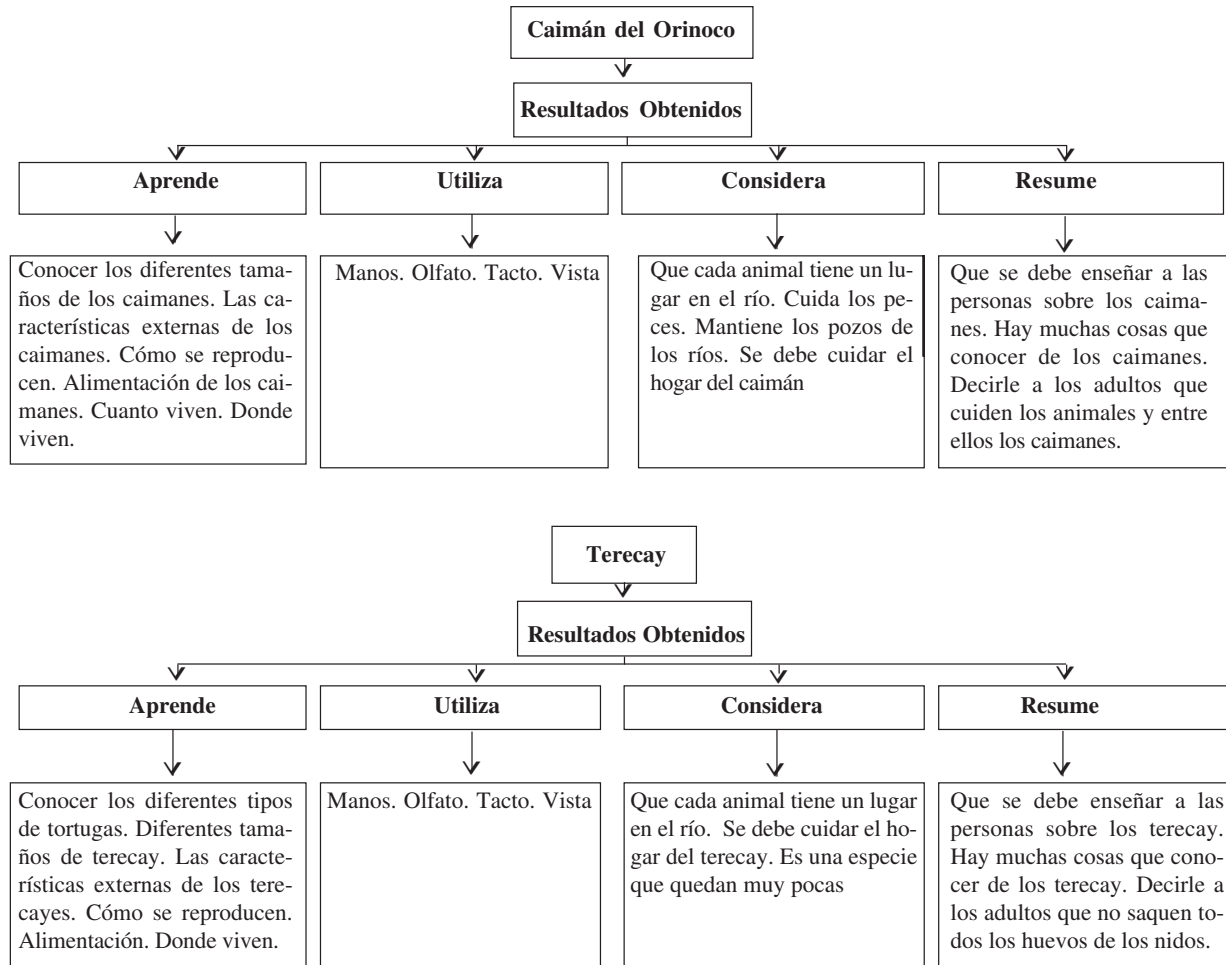 Caimán del Orinoco
Resultados Obtenidos
Aprende
Utiliza
Considera
Resume
Conocer los diferentes tama-
ños de los caimanes. Las ca-
racterísticas externas de los
caimanes. Cómo se reprodu-
cen. Alimentación de los cai-
manes. Cuanto viven. Donde
viven.
Manos. Olfato. Tacto. Vista
Que cada animal tiene un lu-
gar en el río. Cuida los pe-
ces. Mantiene los pozos de
los ríos. Se debe cuidar el
hogar del caimán
Que se debe enseñar a las
personas sobre los caima-
nes. Hay muchas cosas que
conocer de los caimanes.
Decirle a los adultos que
cuiden los animales y entre
ellos los caimanes.
Terecay
Resultados Obtenidos
Aprende
Utiliza
Considera
Resume
Conocer los diferentes tipos
de tortugas. Diferentes tama-
ños de terecay. Las caracte-
rísticas externas de los tere-
cayes. Cómo se reproducen.
Alimentación. Donde viven.
Manos. Olfato. Tacto. Vista
Que cada animal tiene un lugar
en el río. Se debe cuidar el ho-
gar del terecay. Es una especie
que quedan muy pocas
Que se debe enseñar a las
personas sobre los terecay.
Hay muchas cosas que cono-
cer de los terecay. Decirle a
los adultos que no saquen to-
dos los huevos de los nidos.